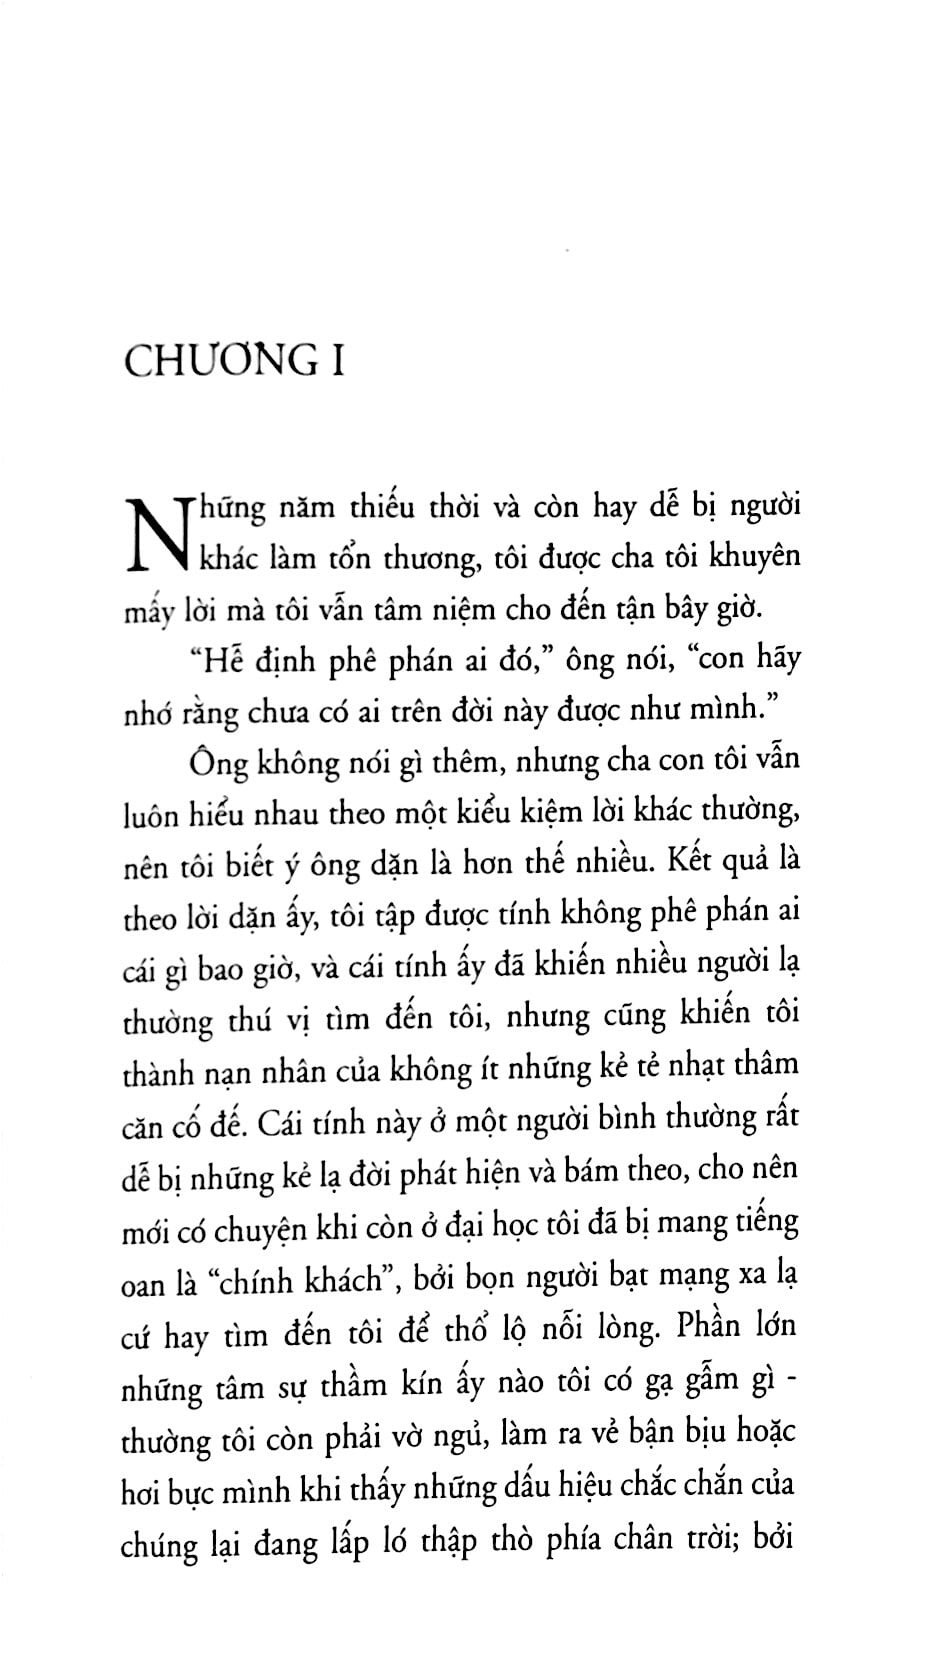 CHƯƠNG I
Những năm thiếu thời và còn hay dễ bị người
khác làm tổn thương, tôi được cha tôi khuyên
mấy lời mà tôi vẫn tâm niệm cho đến tận bây giờ.
“Hễ định phê phán ai đó,” ông nói, “con hãy
nhớ rằng chưa có ai trên đời này được như mình.”
Ông không nói gì thêm, nhưng cha con tôi vẫn
luôn hiểu nhau theo một kiểu kiệm lời khác thường,
nên tôi biết ý ông dặn là hơn thế nhiều. Kết quả là
theo lời dặn ấy, tôi tập được tính không phê phán ai
cái gì bao giờ, và cái tính ấy đã khiến nhiều người lạ
thường thú vị tìm đến tôi, nhưng cũng khiến tôi
thành nạn nhân của không ít những kẻ tẻ nhạt thâm
căn cố đế. Cái tính này ở một người bình thường rất
dễ bị những kẻ lạ đời phát hiện và bám theo, cho nên
mới có chuyện khi còn ở đại học tôi đã bị mang tiếng
oan là “chính khách”, bởi bọn người bạt mạng xa lạ
cứ hay tìm đến tôi để thổ lộ nỗi lòng. Phần lớn
những tâm sự thầm kín ấy nào tôi có gạ gẫm gì -
thường tôi còn phải vờ ngủ, làm ra vẻ bận bịu hoặc
hơi bực mình khi thấy những dấu hiệu chắc chắn của
chúng lại đang lấp ló thập thò phía chân trời; bởi